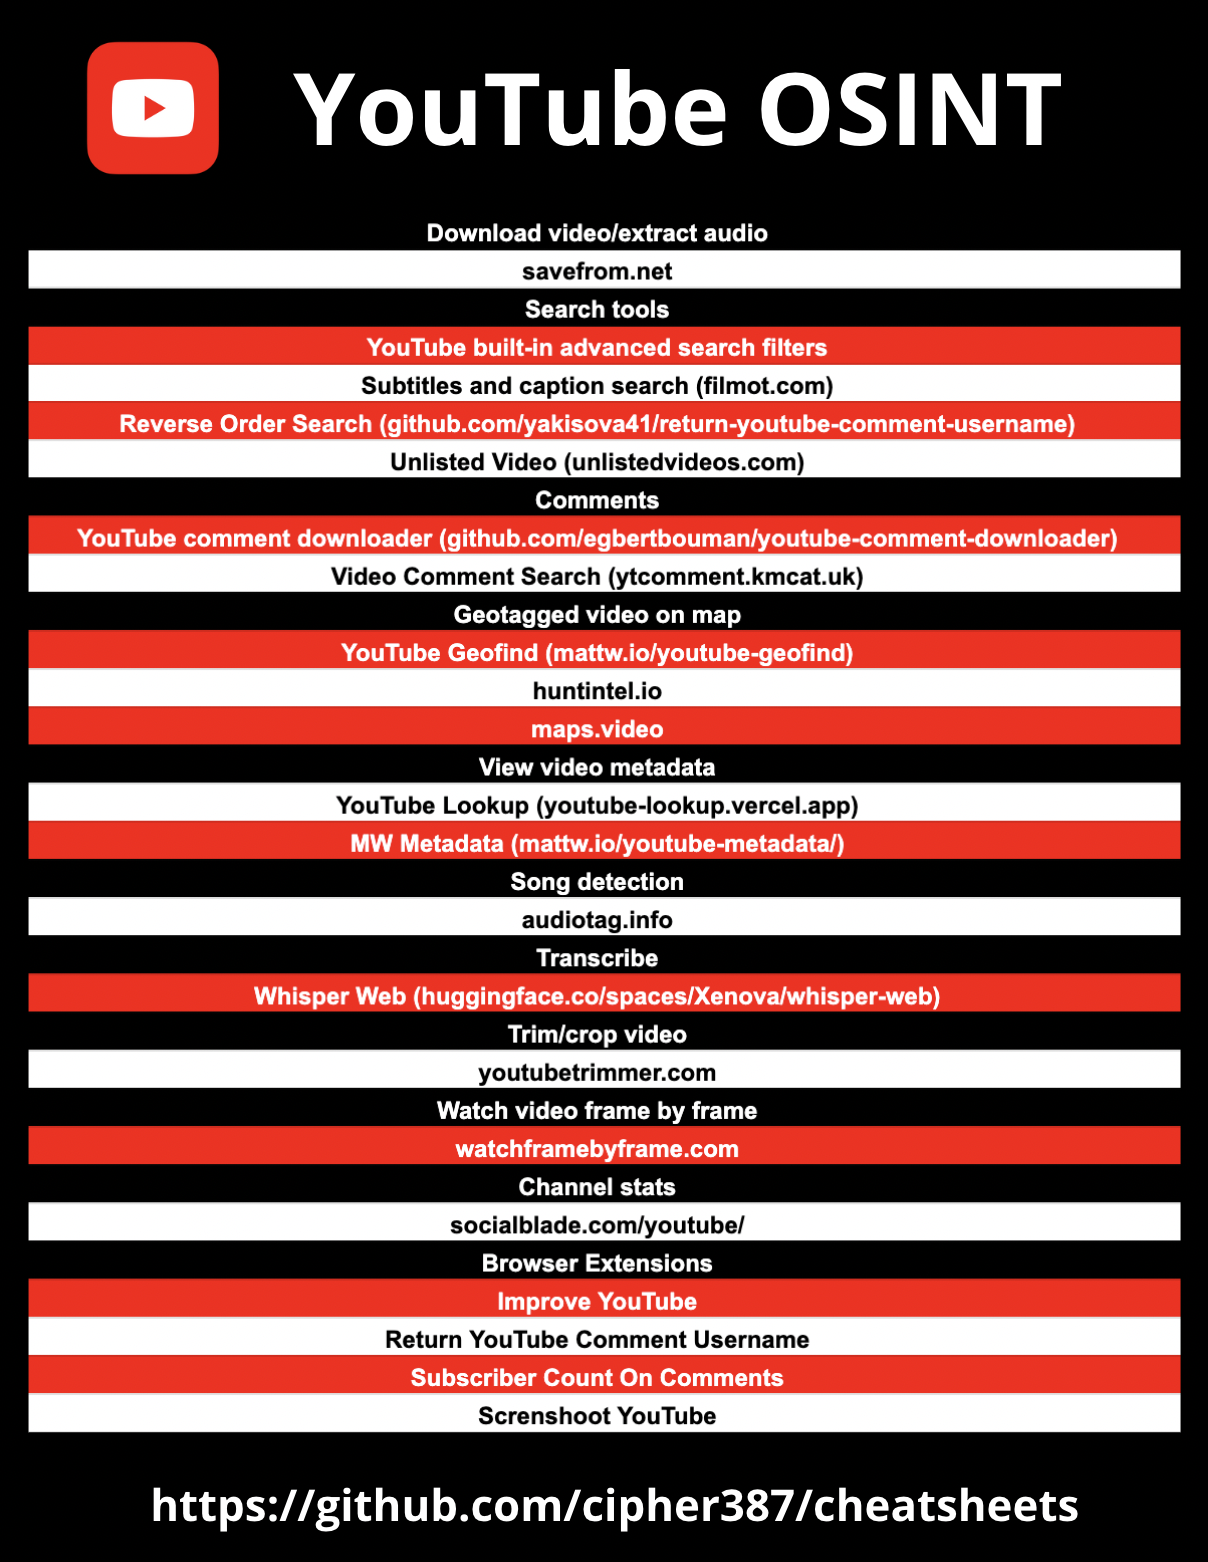 YouTube OSINT
Download video/extract audio
savefrom.net
Search tools
YouTube built-in advanced search filters
Subtitles and caption search (filmot.com)
Reverse Order Search (github.com/yakisova41/return-youtube-comment-username)
Unlisted Video (unlistedvideos.com)
Comments
YouTube comment downloader (github.com/egbertbouman/youtube-comment-downloader)
Video Comment Search (ytcomment.kmcat.uk)
Geotagged video on map
YouTube Geofind (mattw.io/youtube-geofind)
huntintel.io
maps.video
View video metadata
YouTube Lookup (youtube-lookup.vercel.app)
MW Metadata (mattw.io/youtube-metadata/)
Song detection
audiotag.info
Transcribe
Whisper Web (huggingface.co/spaces/Xenova/whisper-web)
Trim/crop video
youtubetrimmer.com
Watch video frame by frame
watchframebyframe.com
Channel stats
socialblade.com/youtube/
Browser Extensions
Improve YouTube
Return YouTube Comment Username
Subscriber Count On Comments
Screnshoot YouTube
https://github.com/cipher387/cheatsheets